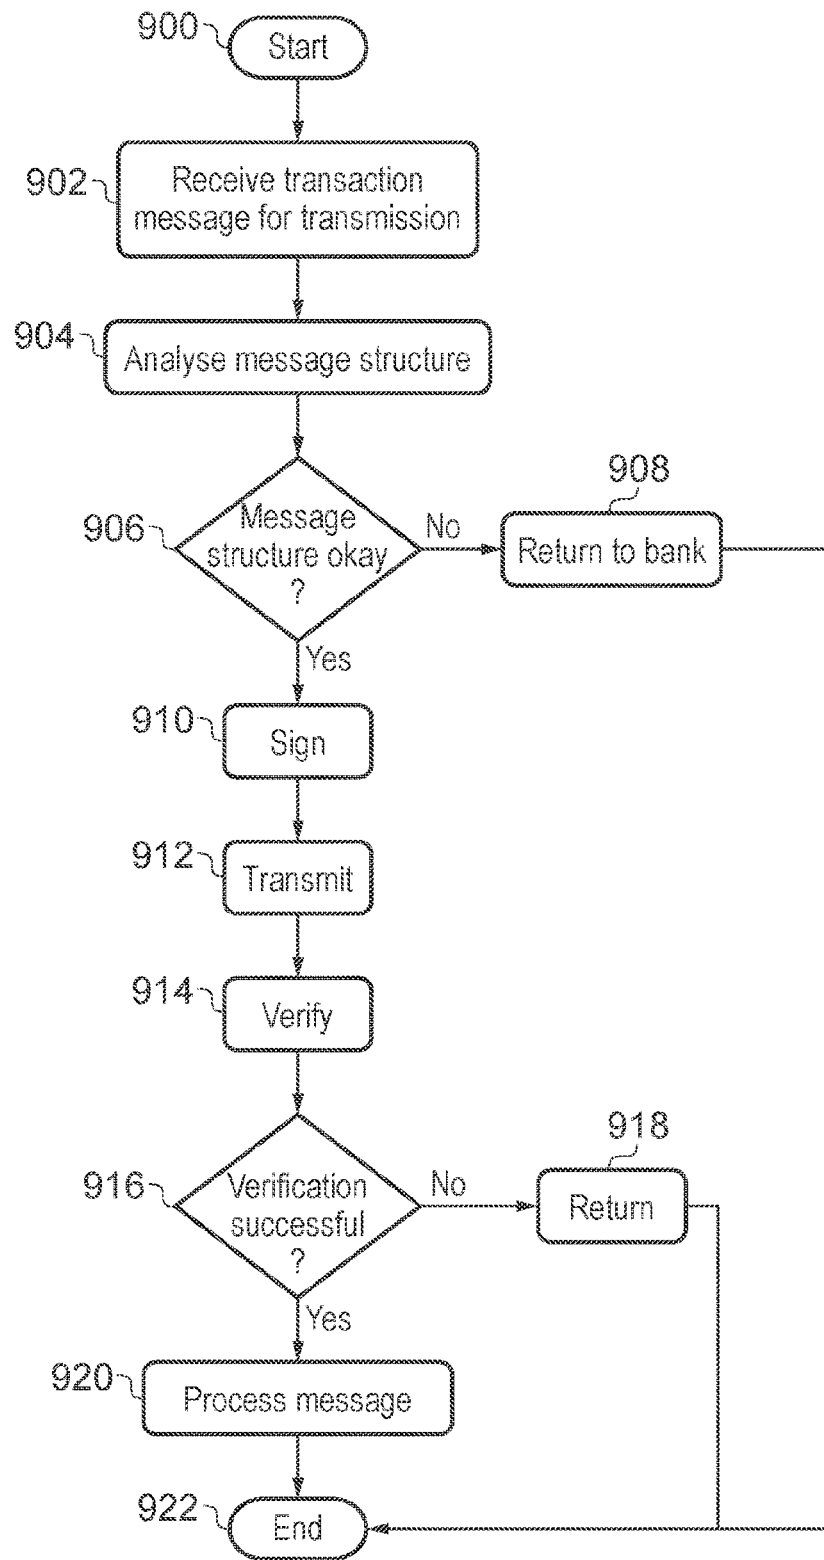 900
Start
902
Receive transaction
message for transmission
904
Analyse message structure
906
Message
structure okay
?
No
908
Return to bank
Yes
910
Sign
912
Transmit
914
Verify
916
Verification
successful
?
No
918
Return
Yes
920
Process message
922
End